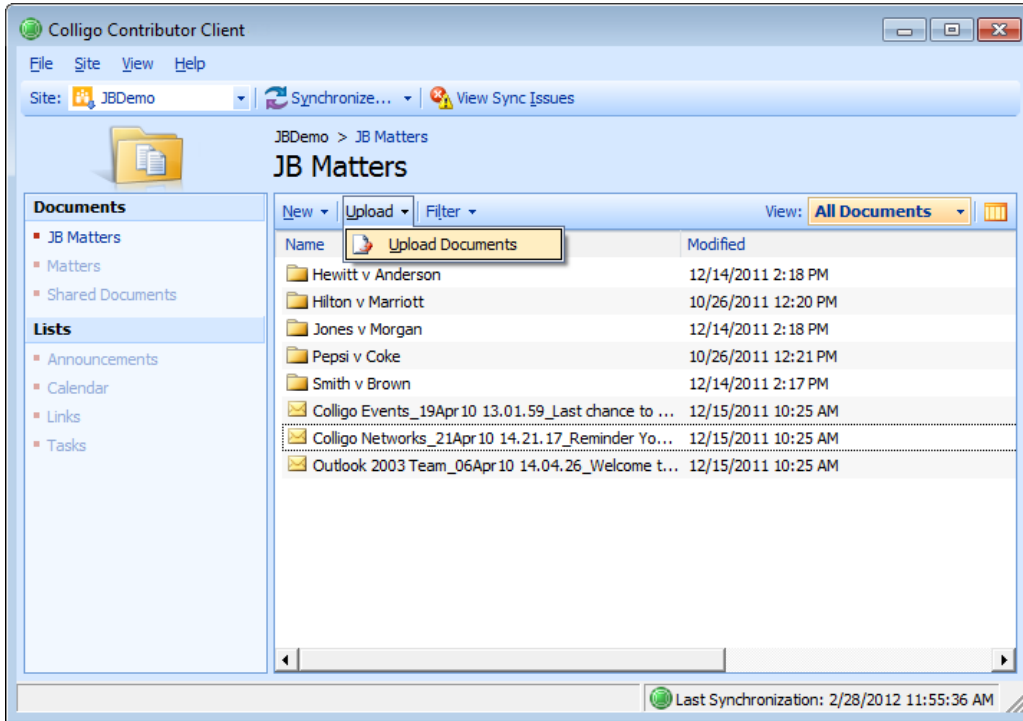 Colligo Contributor Client
File Site View Help
Site: JBDemo Synchronize... View Sync Issues
JBDemo > JB Matters
JB Matters
Documents
JB Matters
Matters
Shared Documents
Lists
Announcements
Calendar
Links
Tasks
New Upload Filter View: All Documents
Upload Documents
Name Modified
Hewitt v Anderson 12/14/2011 2:18 PM
Hilton v Marriott 10/26/2011 12:20 PM
Jones v Morgan 12/14/2011 2:18 PM
Pepsi v Coke 10/26/2011 12:21 PM
Smith v Brown 12/14/2011 2:17 PM
Colligo Events_19Apr10 13.01.59_Last chance to ... 12/15/2011 10:25 AM
Colligo Networks_21Apr10 14.21.17_Reminder Yo... 12/15/2011 10:25 AM
Outlook 2003 Team_06Apr10 14.04.26_Welcome t... 12/15/2011 10:25 AM
Last Synchronization: 2/28/2012 11:55:36 AM